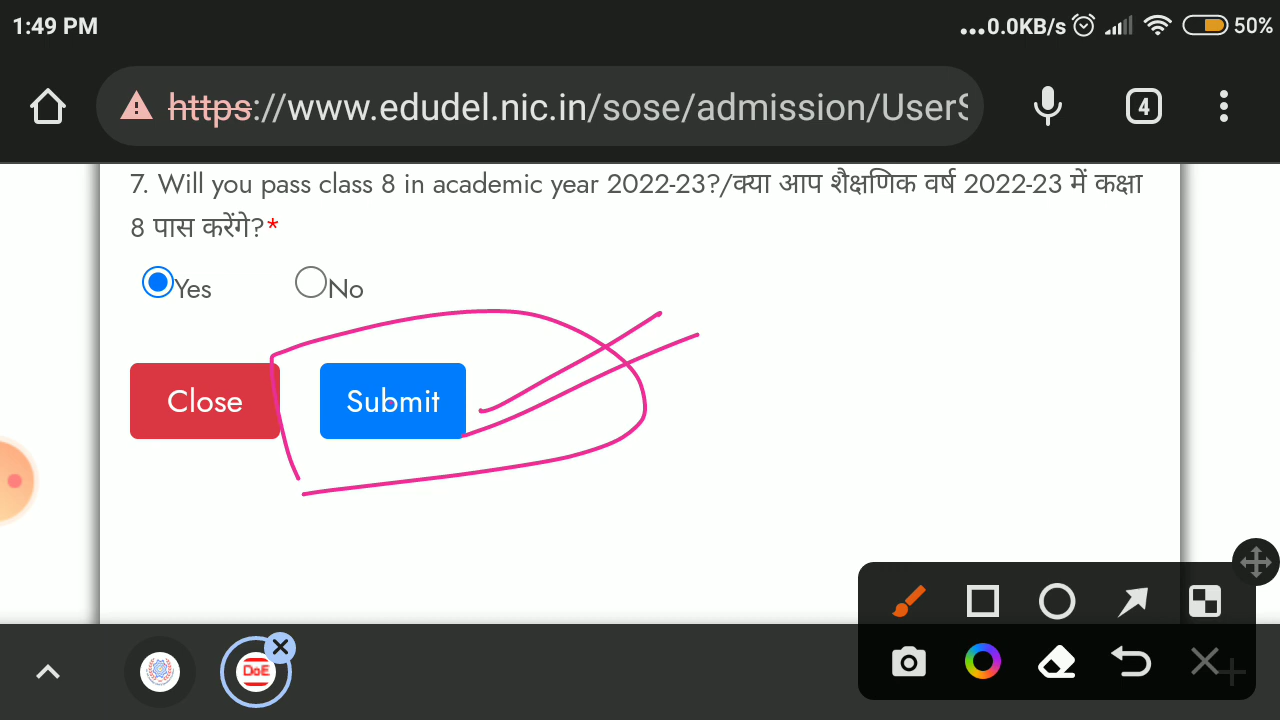 1:49 PM
...0.0KB/s 50%
https://www.edudel.nic.in/sose/admission/UserS
4
7. Will you pass class 8 in academic year 2022-23?/क्या आप शैक्षणिक वर्ष 2022-23 में कक्षा
8 पास करेंगे?*
Yes No
Close Submit
DoE